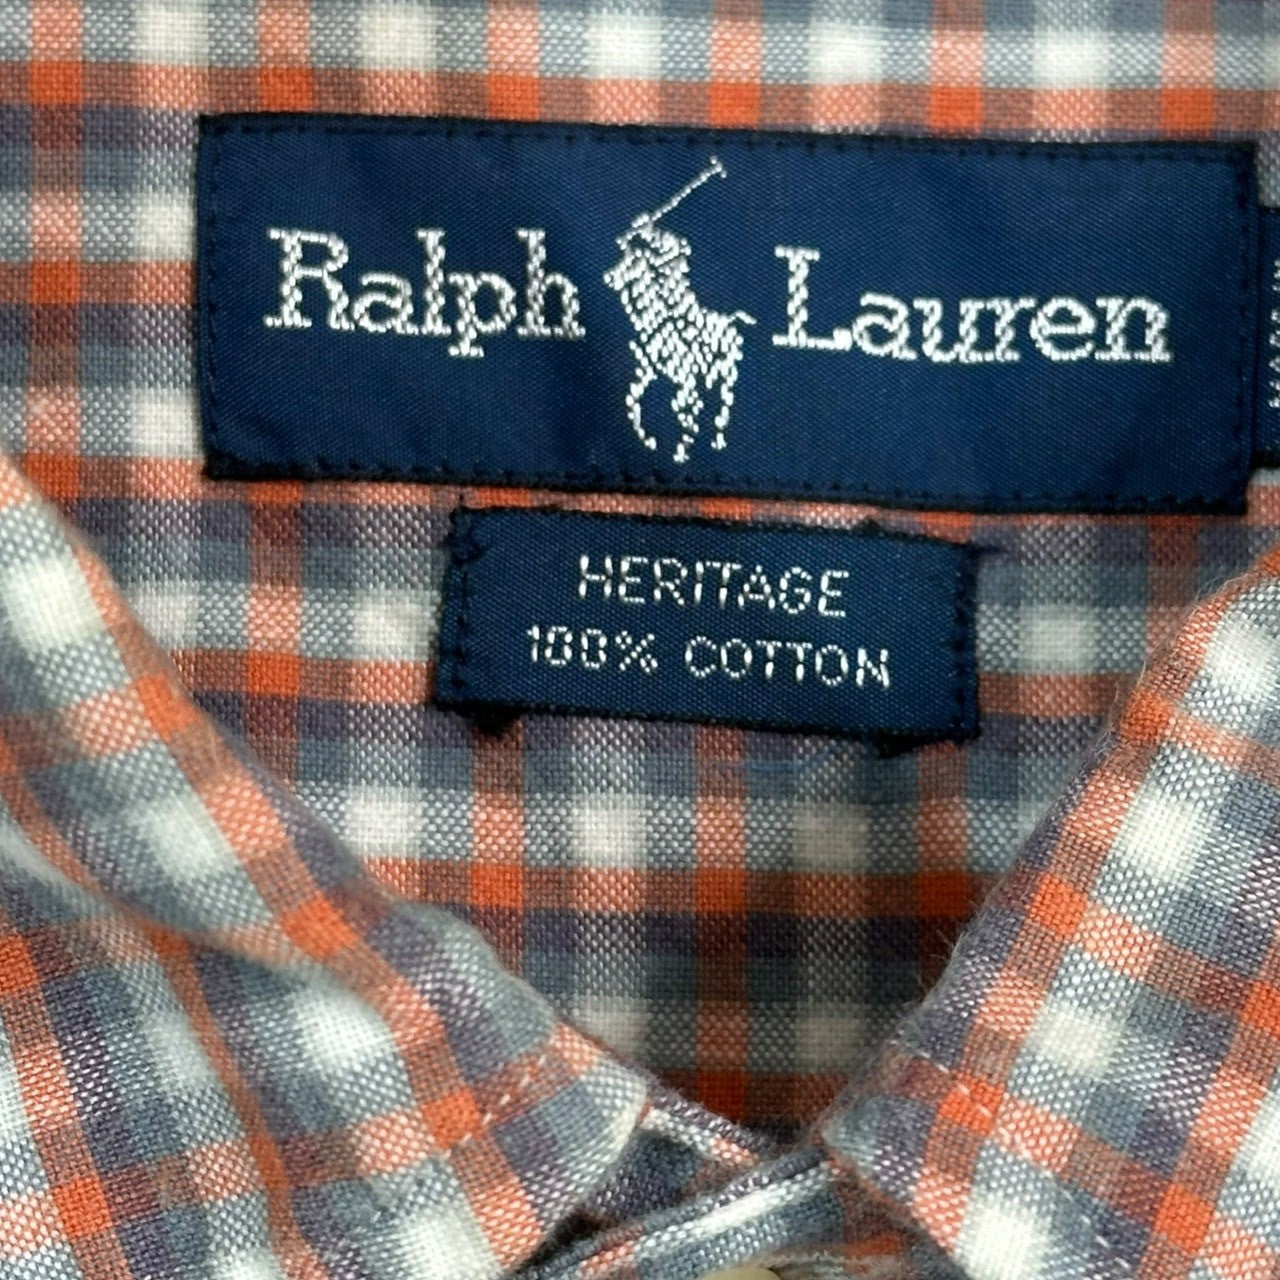 Ralph Lauren
HERITAGE
100% COTTON